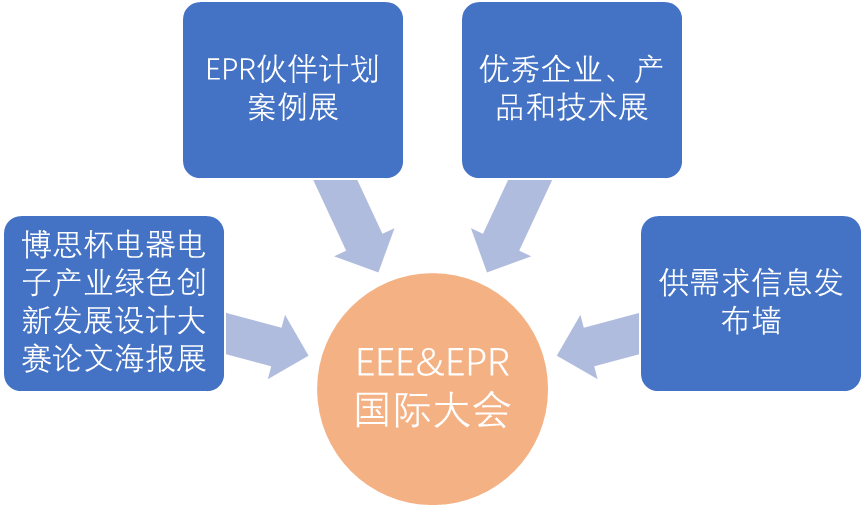 EPR伙伴计划
案例展
优秀企业、产
品和技术展
博思杯电器电
子产业绿色创
新发展设计大
赛论文海报展
供需求信息发
布墙
EEE&EPR
国际大会